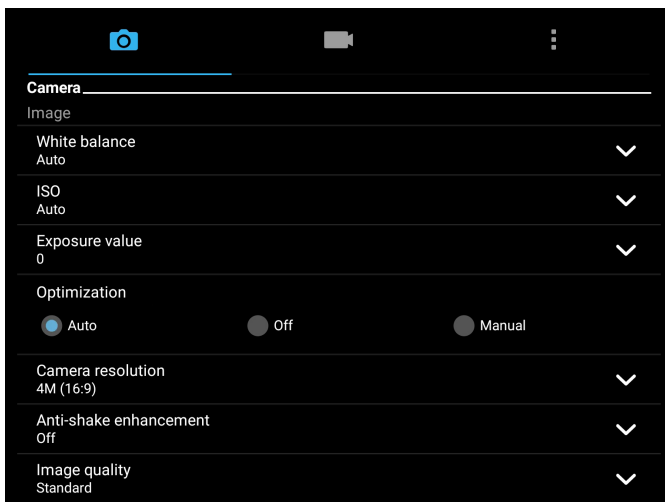 Camera
Image
White balance
Auto
ISO
Auto
Exposure value
0
Optimization
Auto Off Manual
Camera resolution
4M (16:9)
Anti-shake enhancement
Off
Image quality
Standard